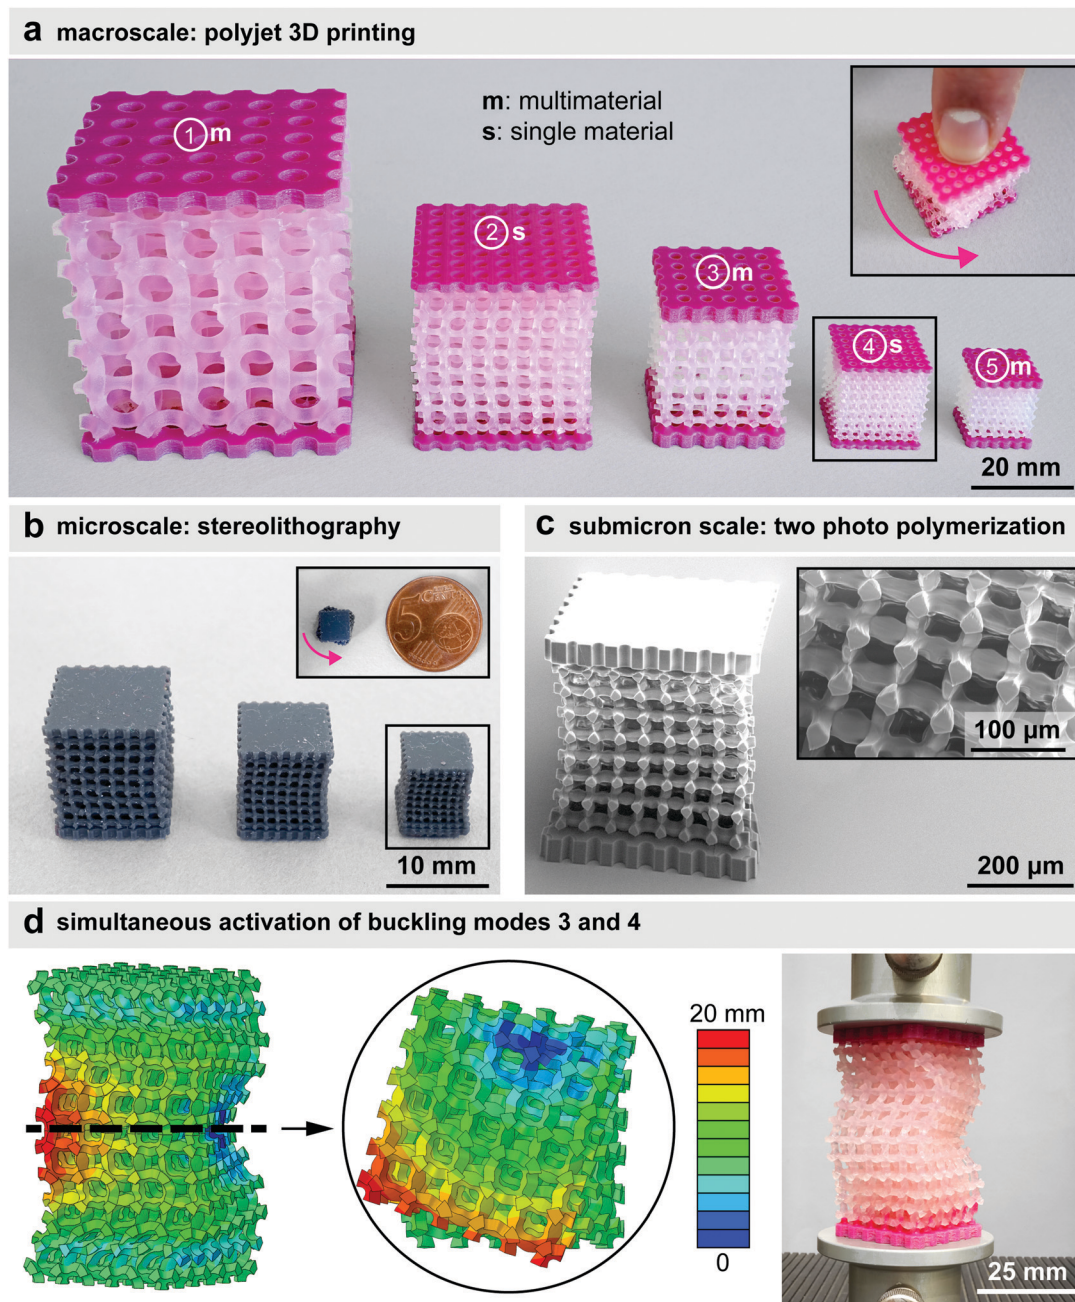 a macroscale: polyjet 3D printing
m: multimaterial
s: single material
1 m
2 s
3 m
4 s
5 m
20 mm
b microscale: stereolithography
5
10 mm
c submicron scale: two photo polymerization
100 µm
200 µm
d simultaneous activation of buckling modes 3 and 4
20 mm
0
25 mm